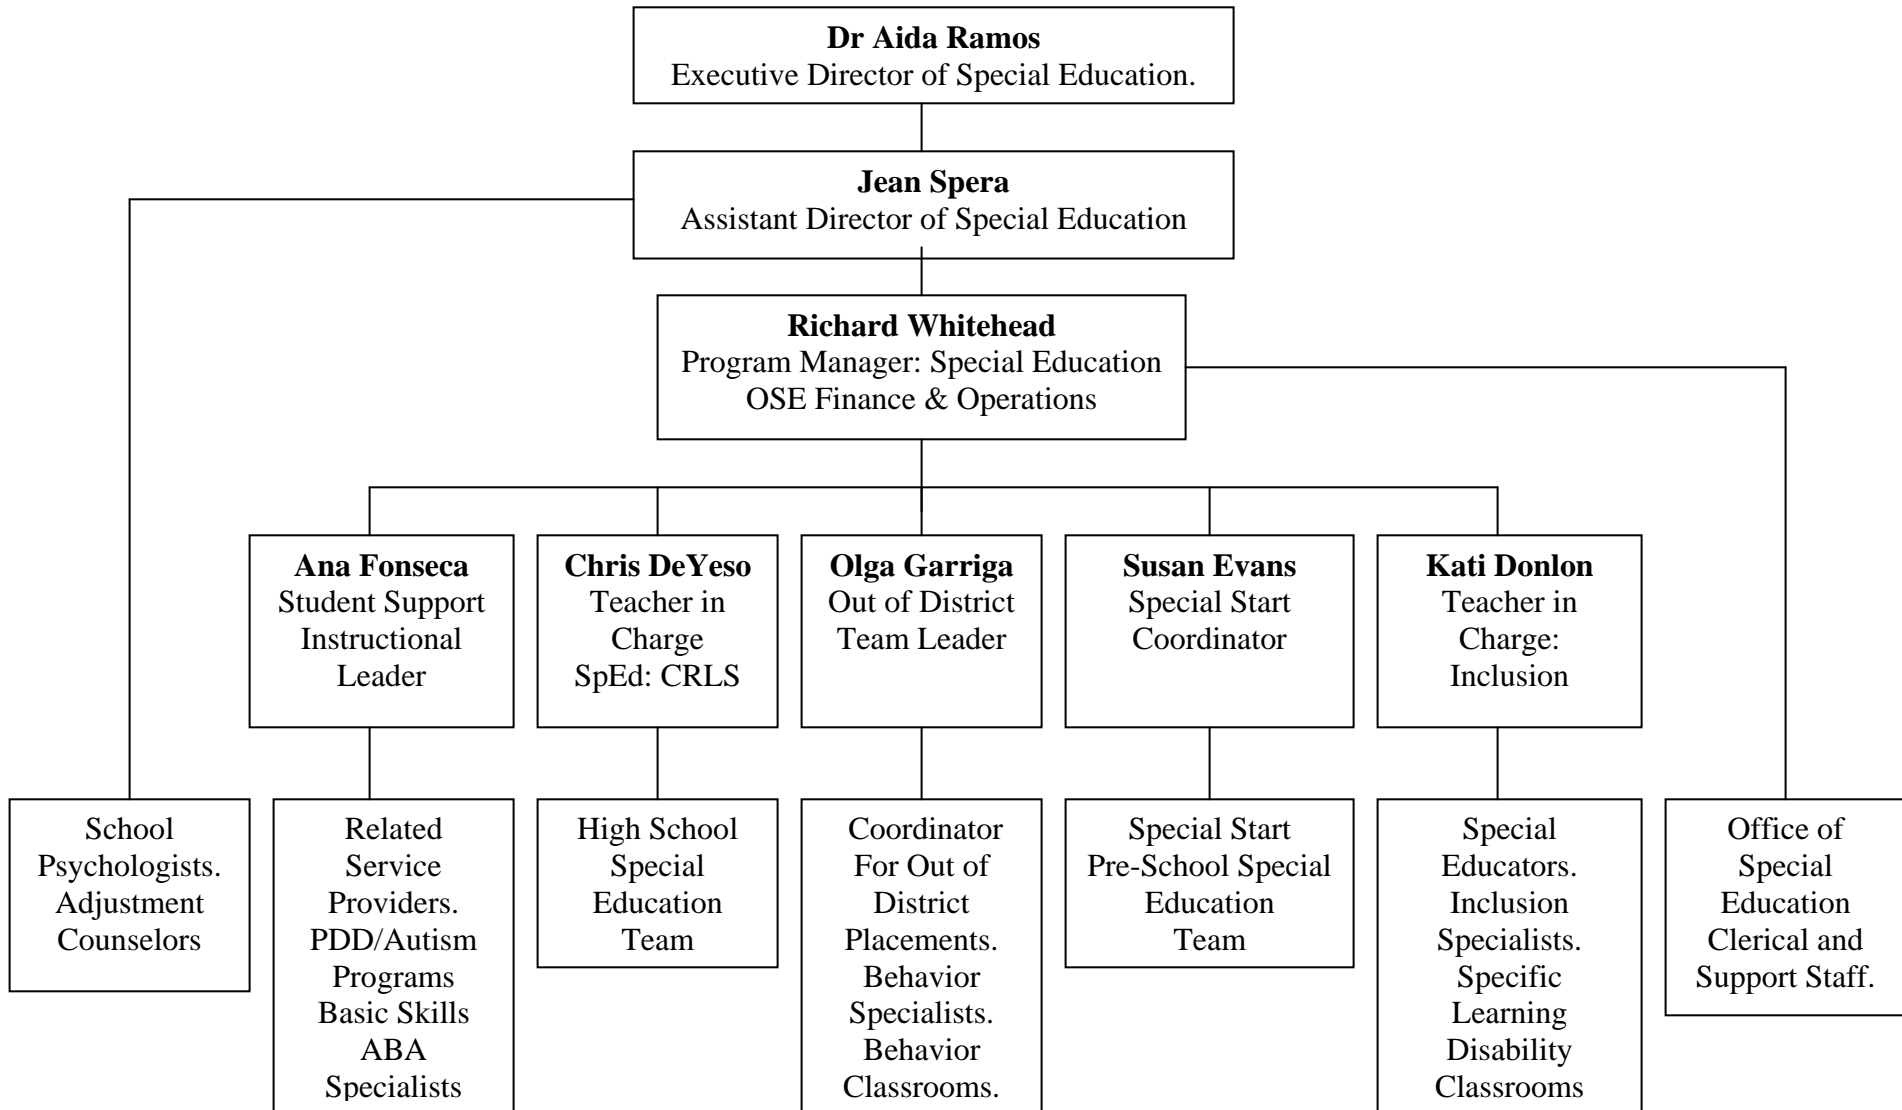 Dr Aida Ramos
Executive Director of Special Education.
Jean Spera
Assistant Director of Special Education
Richard Whitehead
Program Manager: Special Education
OSE Finance & Operations
Ana Fonseca
Student Support
Instructional
Leader
Chris DeYeso
Teacher in
Charge
SpEd: CRLS
Olga Garriga
Out of District
Team Leader
Susan Evans
Special Start
Coordinator
Kati Donlon
Teacher in
Charge:
Inclusion
School
Psychologists.
Adjustment
Counselors
Related
Service
Providers.
PDD/Autism
Programs
Basic Skills
ABA
Specialists
High School
Special
Education
Team
Coordinator
For Out of
District
Placements.
Behavior
Specialists.
Behavior
Classrooms.
Special Start
Pre-School Special
Education
Team
Special
Educators.
Inclusion
Specialists.
Specific
Learning
Disability
Classrooms
Office of
Special
Education
Clerical and
Support Staff.